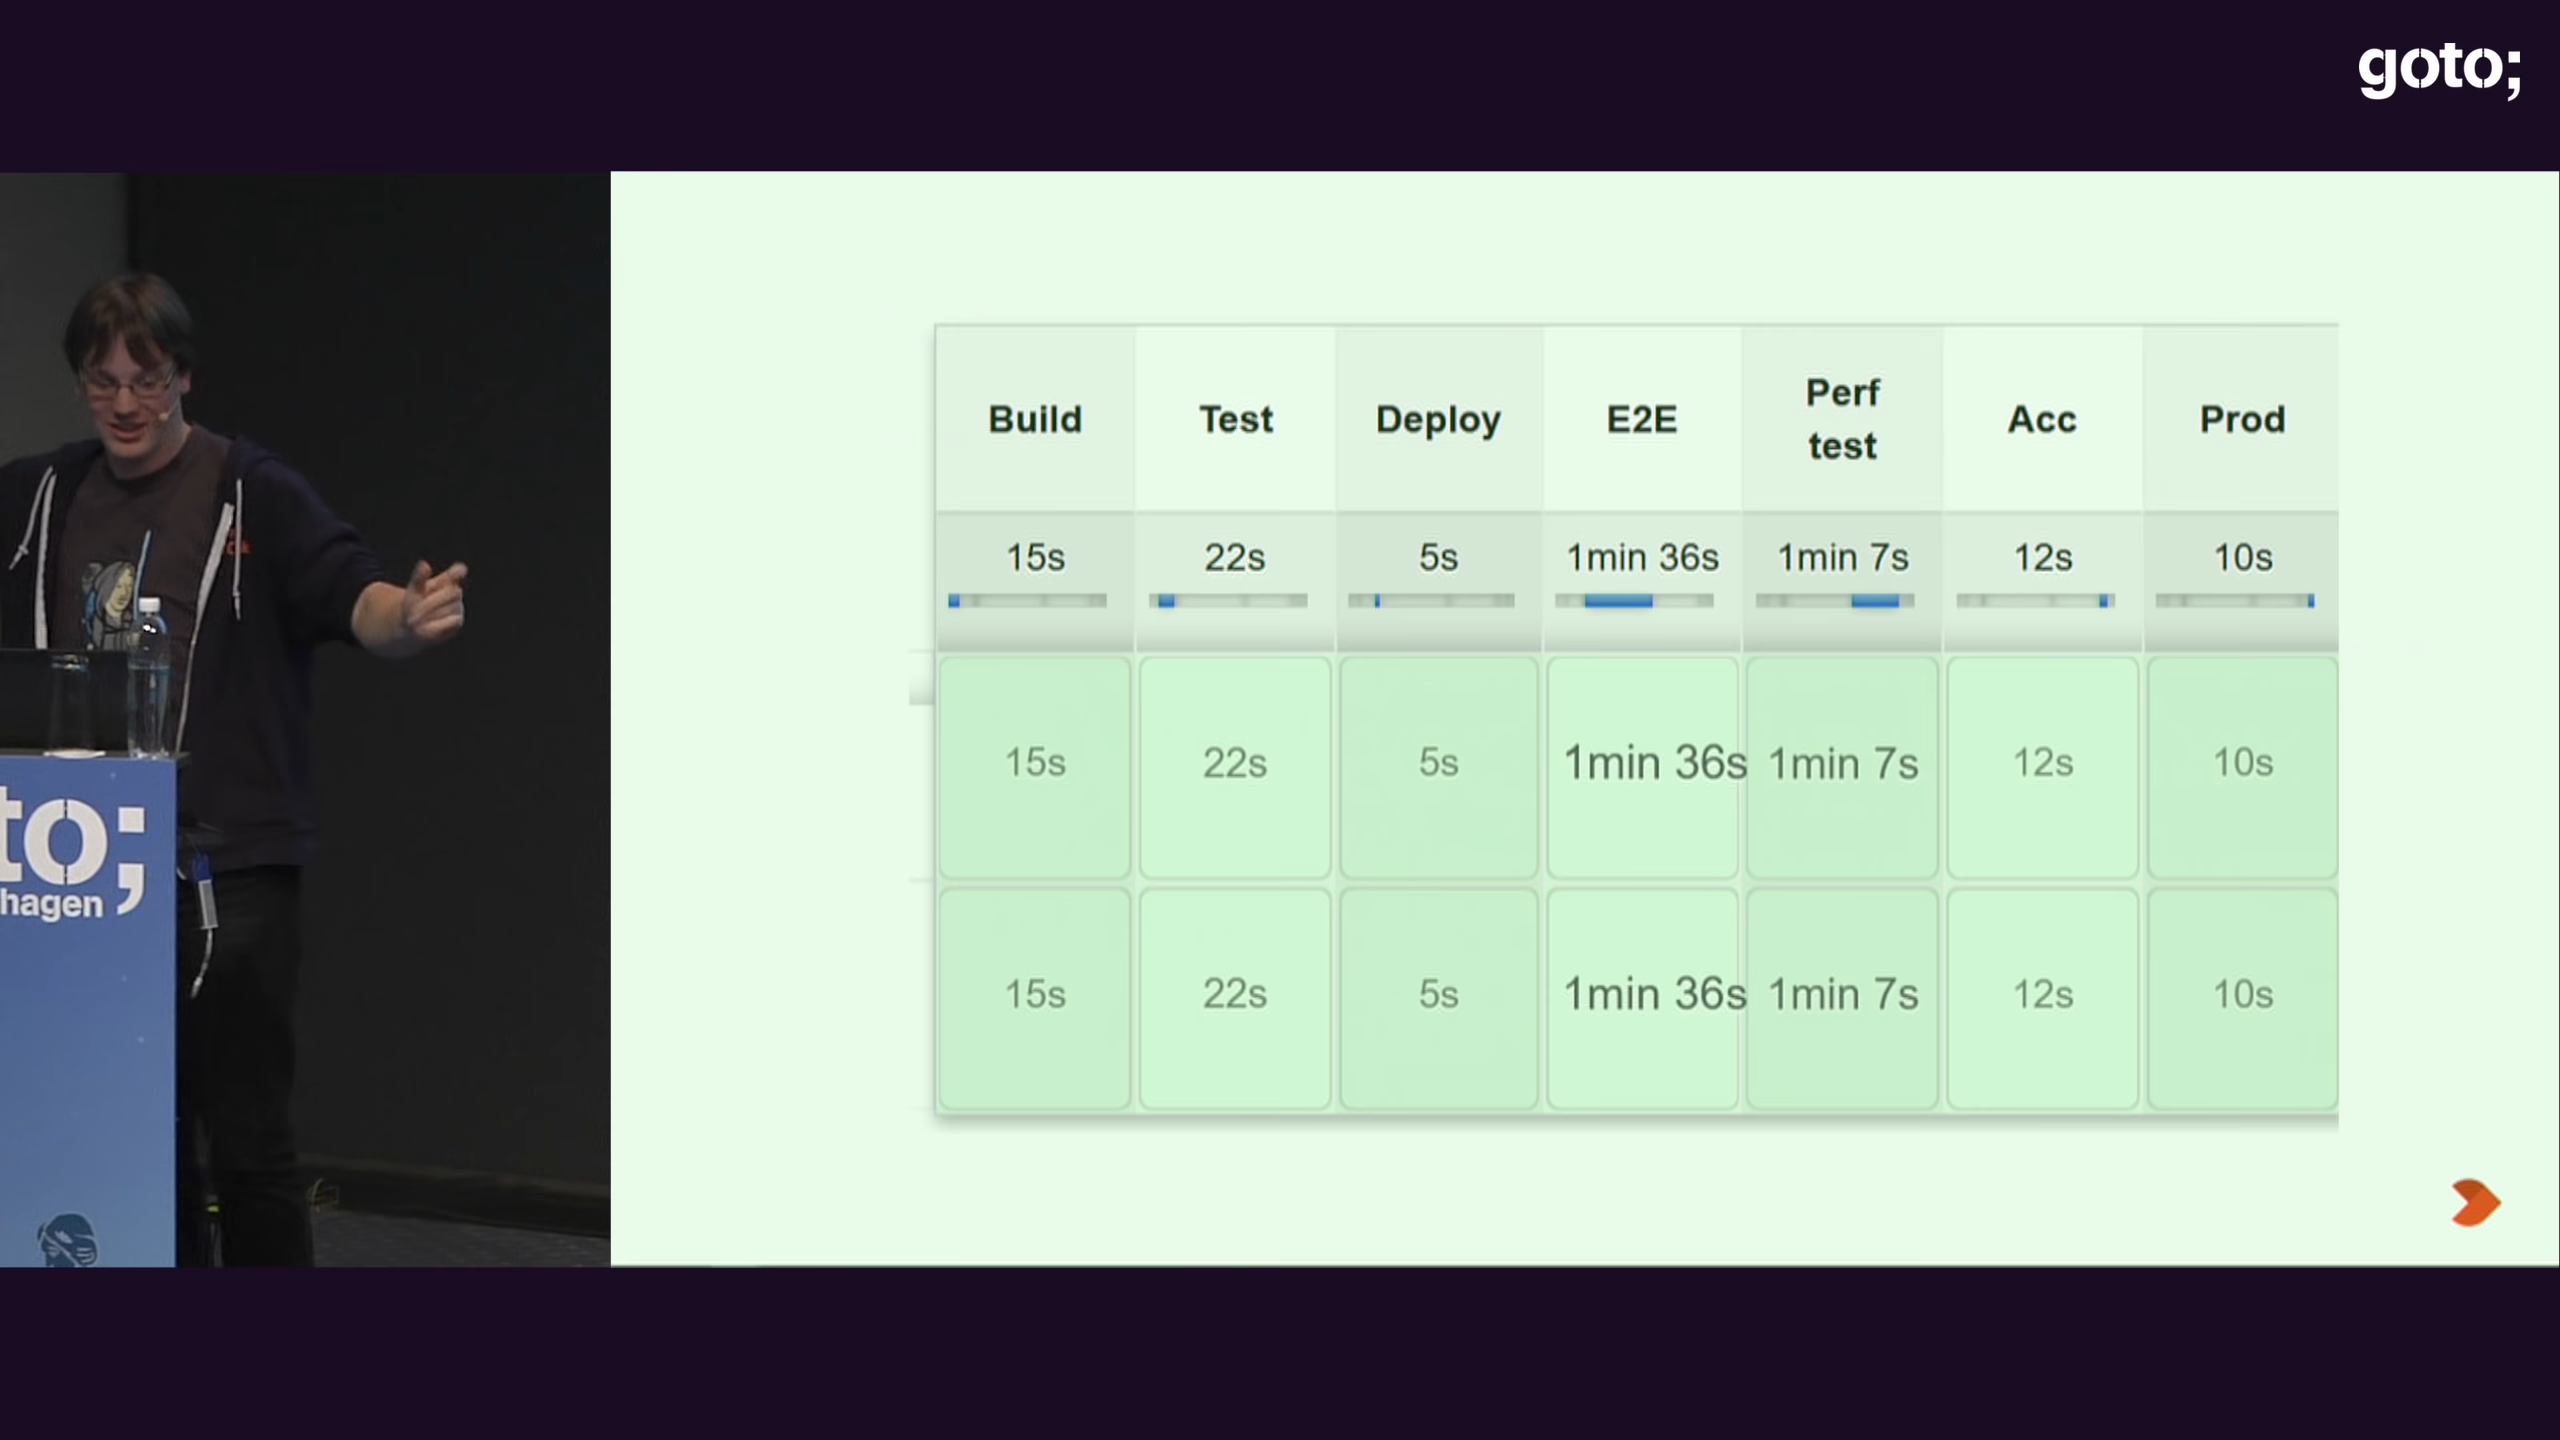 goto;
to;
hagen
Build Test Deploy E2E Perf test Acc Prod
15s 22s 5s 1min 36s 1min 7s 12s 10s
15s 22s 5s 1min 36s 1min 7s 12s 10s
15s 22s 5s 1min 36s 1min 7s 12s 10s